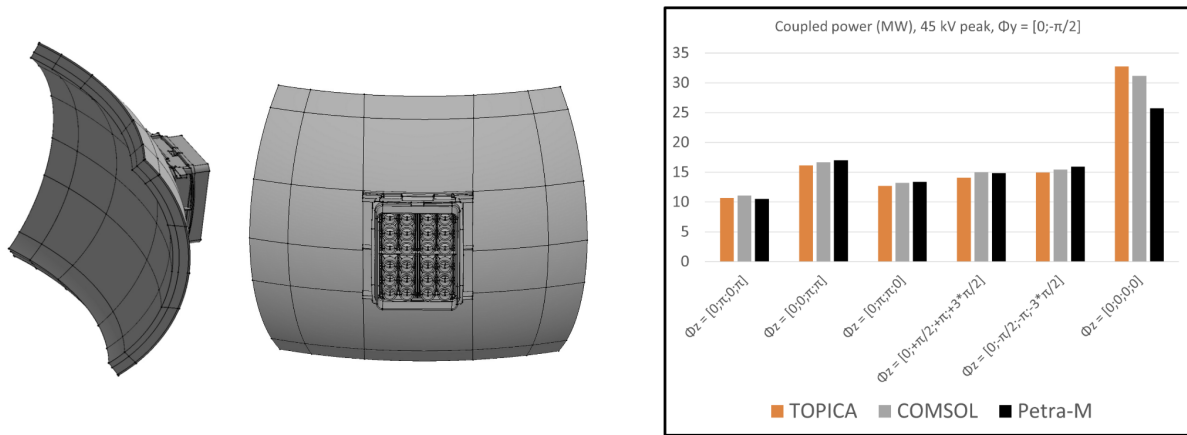 Coupled power (MW), 45 kV peak, Φy = [0;-π/2]
35
30
25
20
15
10
5
0
Φz = [0;π;0;π]
Φz = [0;0;π;π]
Φz = [0;π;π;0]
Φz = [0;+π/2;+π;+3*π/2]
Φz = [0;-π/2;-π;-3*π/2]
Φz = [0;0;0;0]
TOPICA COMSOL Petra-M